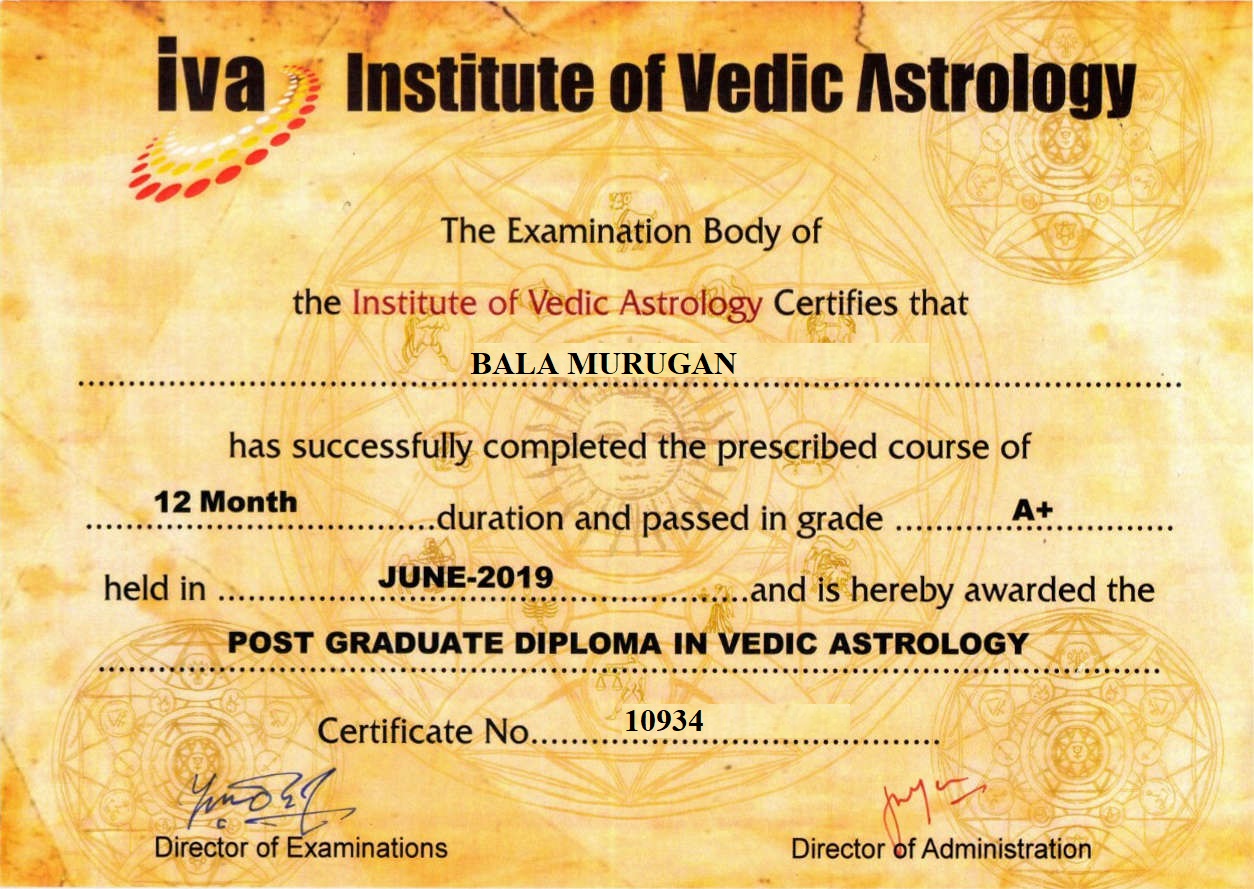 iva Institute of Vedic Astrology
The Examination Body of
the Institute of Vedic Astrology Certifies that
BALA MURUGAN
has successfully completed the prescribed course of
12 Month duration and passed in grade A+
held in JUNE-2019 and is hereby awarded the
POST GRADUATE DIPLOMA IN VEDIC ASTROLOGY
Certificate No. 10934
Director of Examinations Director of Administration